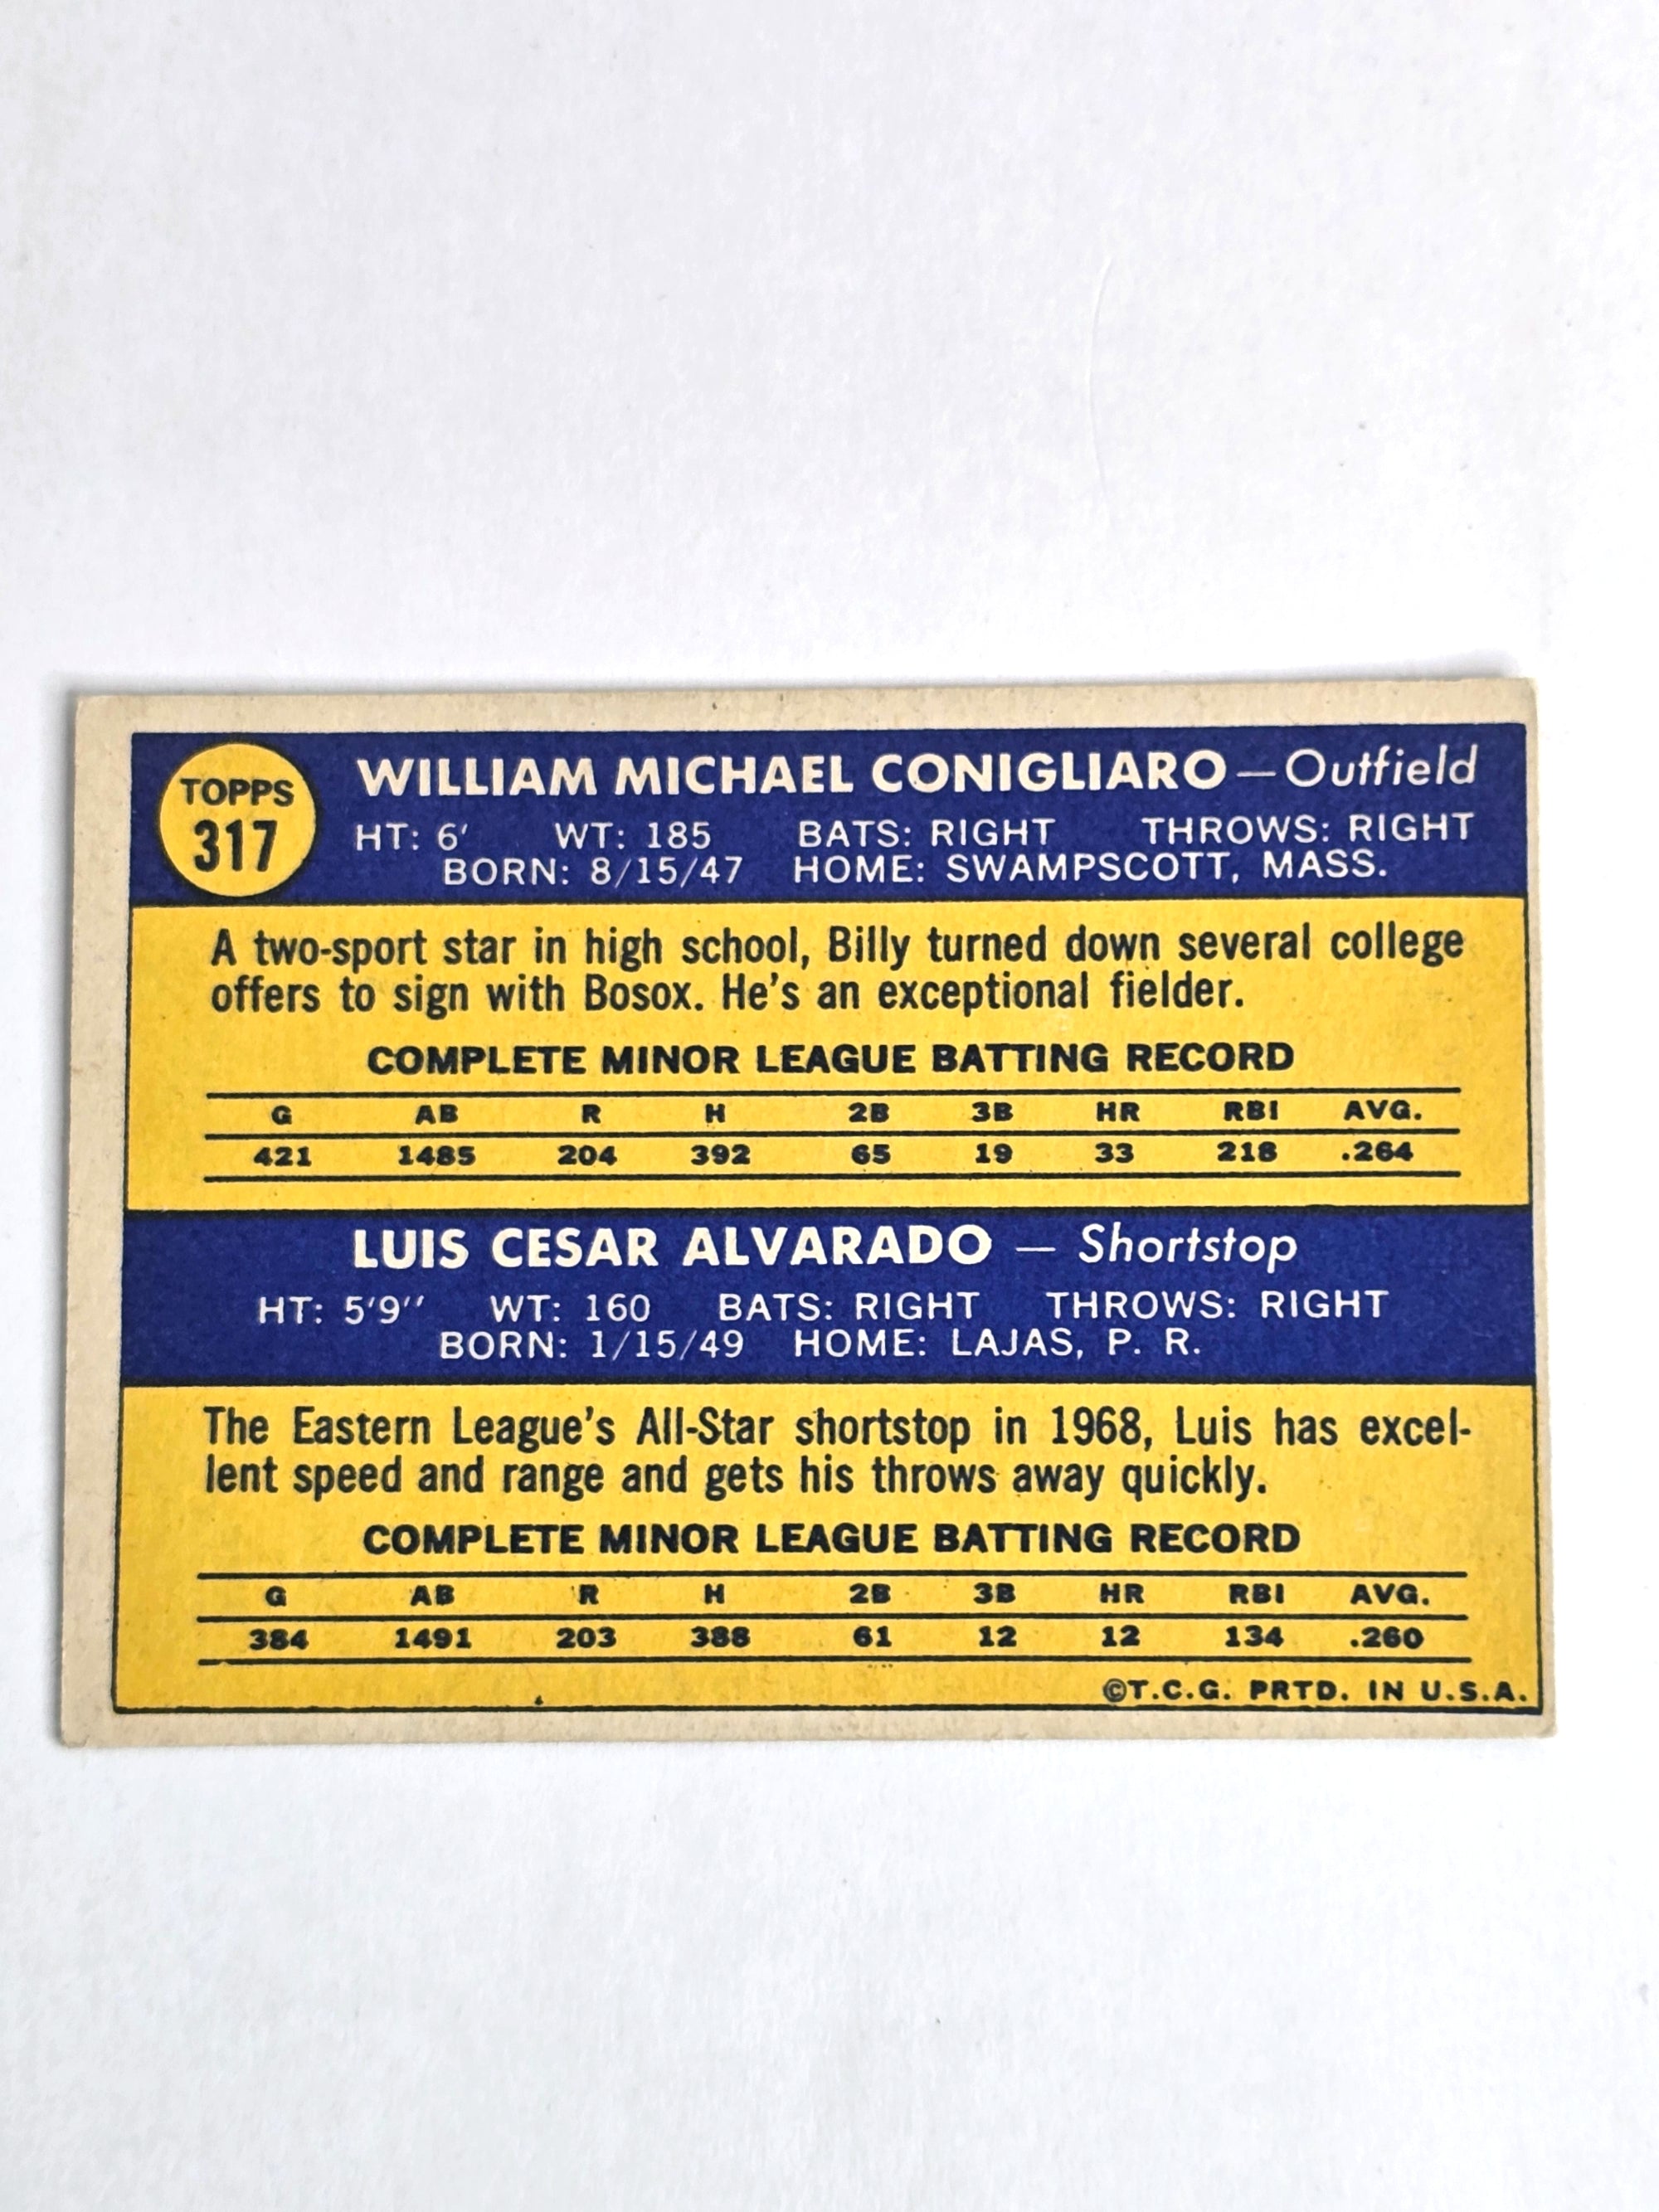 TOPPS
317
WILLIAM MICHAEL CONIGLIARO — Outfield
HT: 6' WT: 185 BATS: RIGHT THROWS: RIGHT
BORN: 8/15/47 HOME: SWAMPSCOTT, MASS.
A two-sport star in high school, Billy turned down several college
offers to sign with Bosox. He's an exceptional fielder.
COMPLETE MINOR LEAGUE BATTING RECORD
G AB R H 2B 3B HR RBI AVG.
421 1485 204 392 65 19 33 218 .264
LUIS CESAR ALVARADO — Shortstop
HT: 5'9'' WT: 160 BATS: RIGHT THROWS: RIGHT
BORN: 1/15/49 HOME: LAJAS, P. R.
The Eastern League's All-Star shortstop in 1968, Luis has excel-
lent speed and range and gets his throws away quickly.
COMPLETE MINOR LEAGUE BATTING RECORD
G AB R H 2B 3B HR RBI AVG.
384 1491 203 388 61 12 12 134 .260
©T.C.G. PRTD. IN U.S.A.